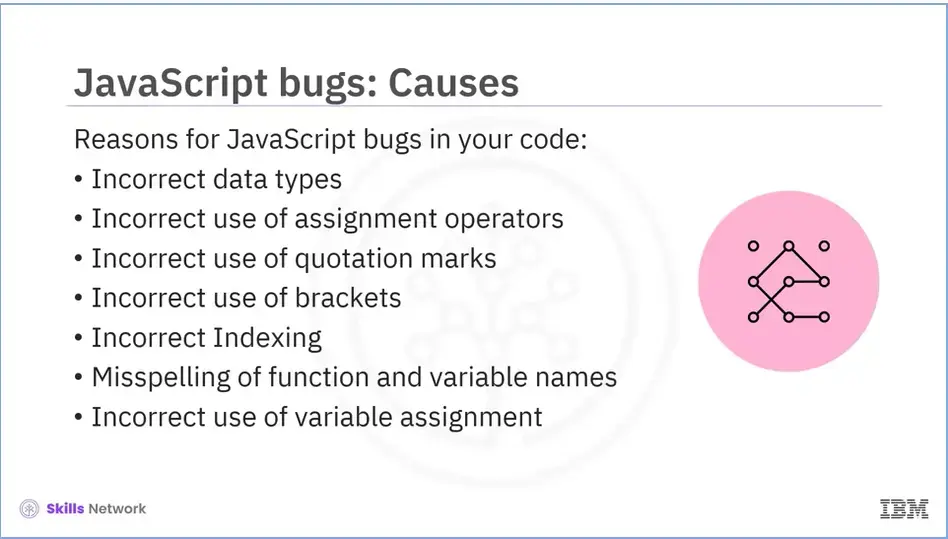 JavaScript bugs: Causes
Reasons for JavaScript bugs in your code:
• Incorrect data types
• Incorrect use of assignment operators
• Incorrect use of quotation marks
• Incorrect use of brackets
• Incorrect Indexing
• Misspelling of function and variable names
• Incorrect use of variable assignment
Skills Network
IBM